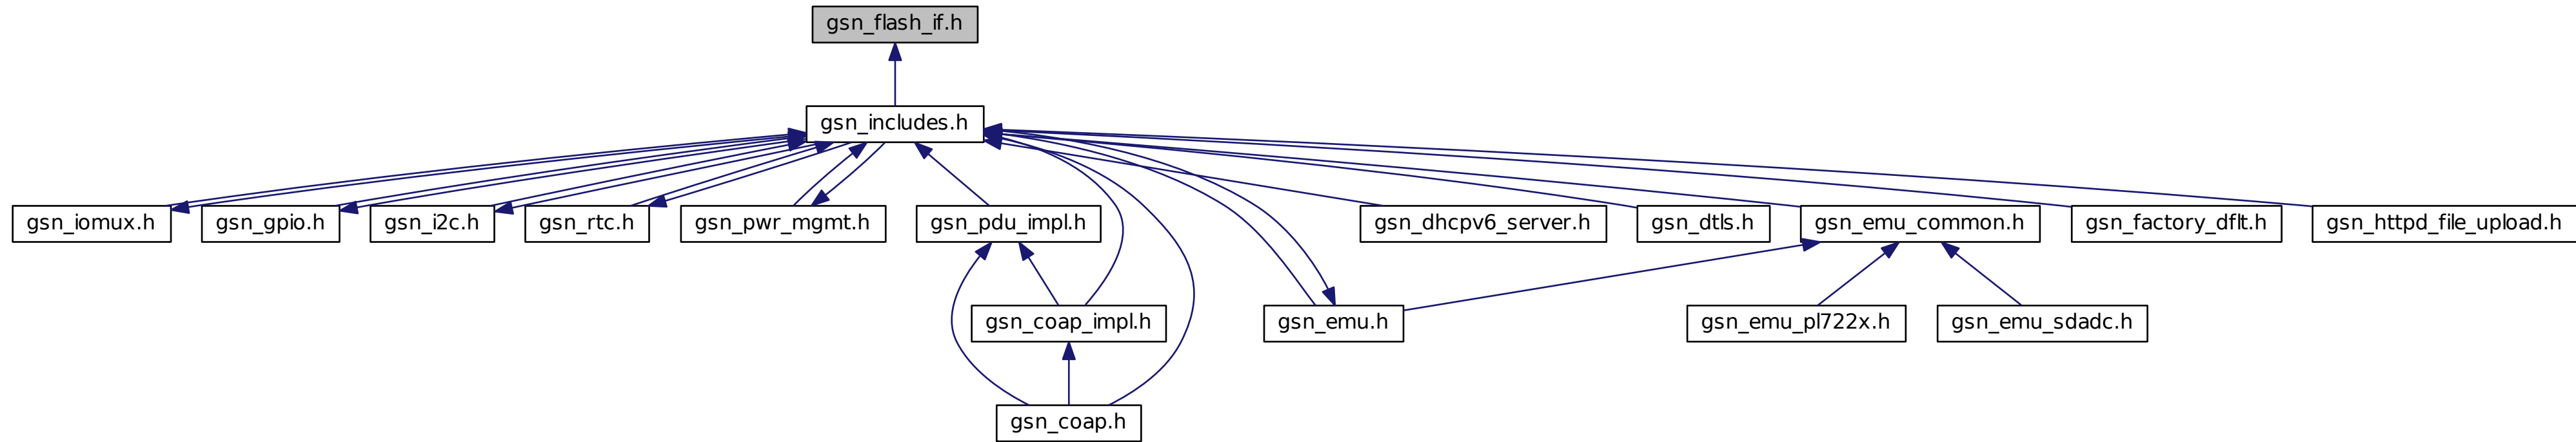 gsn_flash_if.h
gsn_includes.h
gsn_iomux.h
gsn_gpio.h
gsn_i2c.h
gsn_rtc.h
gsn_pwr_mgmt.h
gsn_pdu_impl.h
gsn_dhcpv6_server.h
gsn_dtls.h
gsn_emu_common.h
gsn_factory_dflt.h
gsn_httpd_file_upload.h
gsn_coap_impl.h
gsn_emu.h
gsn_emu_pl722x.h
gsn_emu_sdadc.h
gsn_coap.h